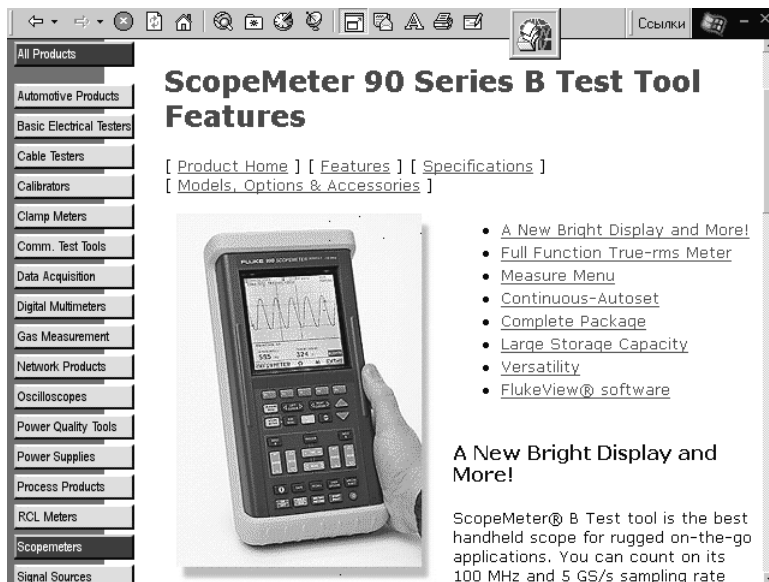 Ссылки
All Products
Automotive Products
Basic Electrical Testers
Cable Testers
Calibrators
Clamp Meters
Comm. Test Tools
Data Acquisition
Digital Multimeters
Gas Measurement
Network Products
Oscilloscopes
Power Quality Tools
Power Supplies
Process Products
RCL Meters
Scopemeters
Signal Sources
ScopeMeter 90 Series B Test Tool
Features
[ Product Home ] [ Features ] [ Specifications ]
[ Models, Options & Accessories ]
FLUKE 99B SCOPEMETER
• A New Bright Display and More!
• Full Function True-rms Meter
• Measure Menu
• Continuous-Autoset
• Complete Package
• Large Storage Capacity
• Versatility
• FlukeView® software
A New Bright Display and
More!
ScopeMeter® B Test tool is the best
handheld scope for rugged on-the-go
applications. You can count on its
100 MHz and 5 GS/s sampling rate